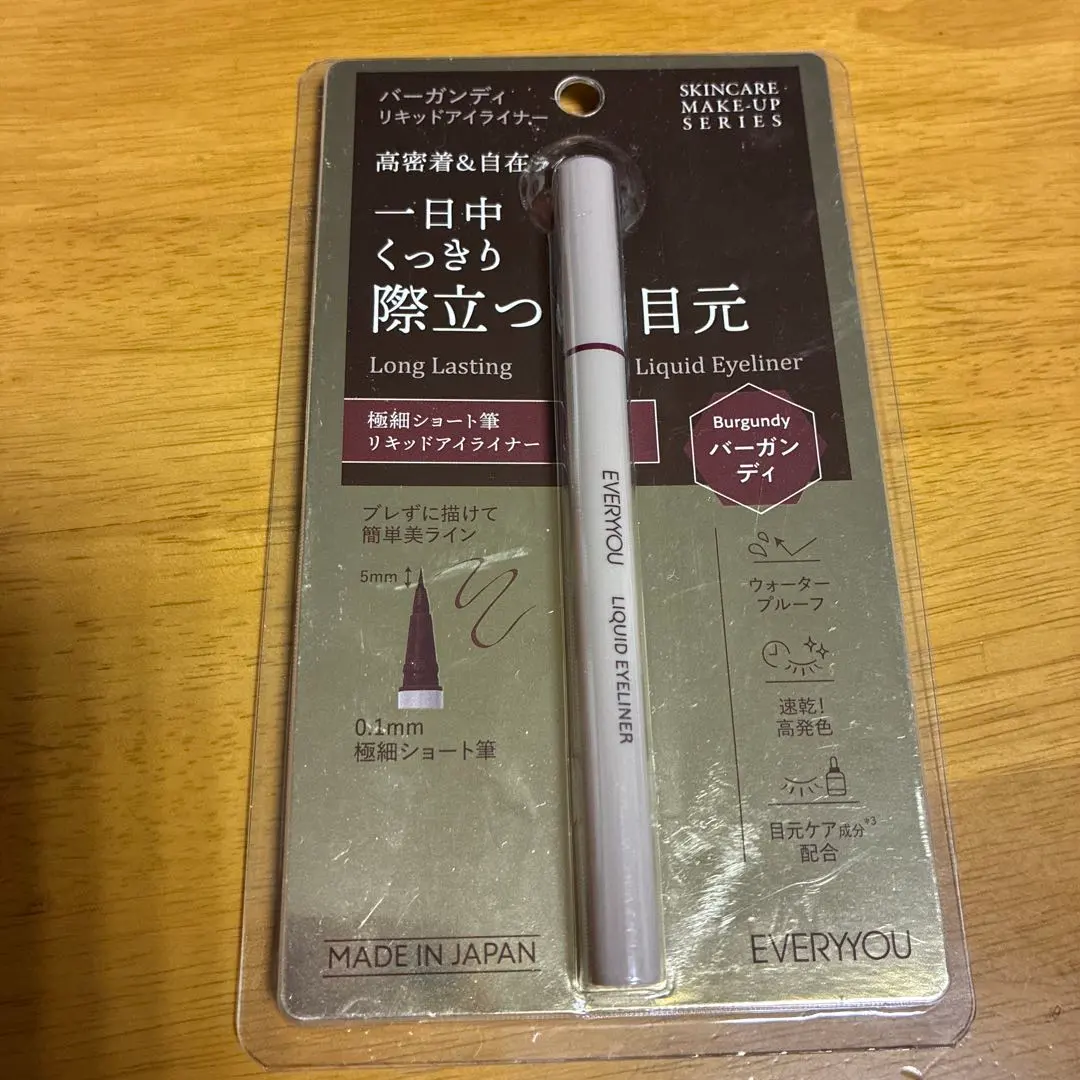 バーガンディ
リキッドアイライナー
SKINCARE
MAKE-UP
SERIES
高密着&自在
一日中
くっきり
際立つ 目元
Long Lasting Liquid Eyeliner
極細ショート筆
リキッドアイライナー
Burgundy
バーガン
ディ
ブレずに描けて
簡単美ライン
5mm
0.1mm
極細ショート筆
EVERYYOU LIQUID EYELINER
ウォーター
プルーフ
速乾!
高発色
目元ケア成分*3
配合
MADE IN JAPAN
EVERYYOU